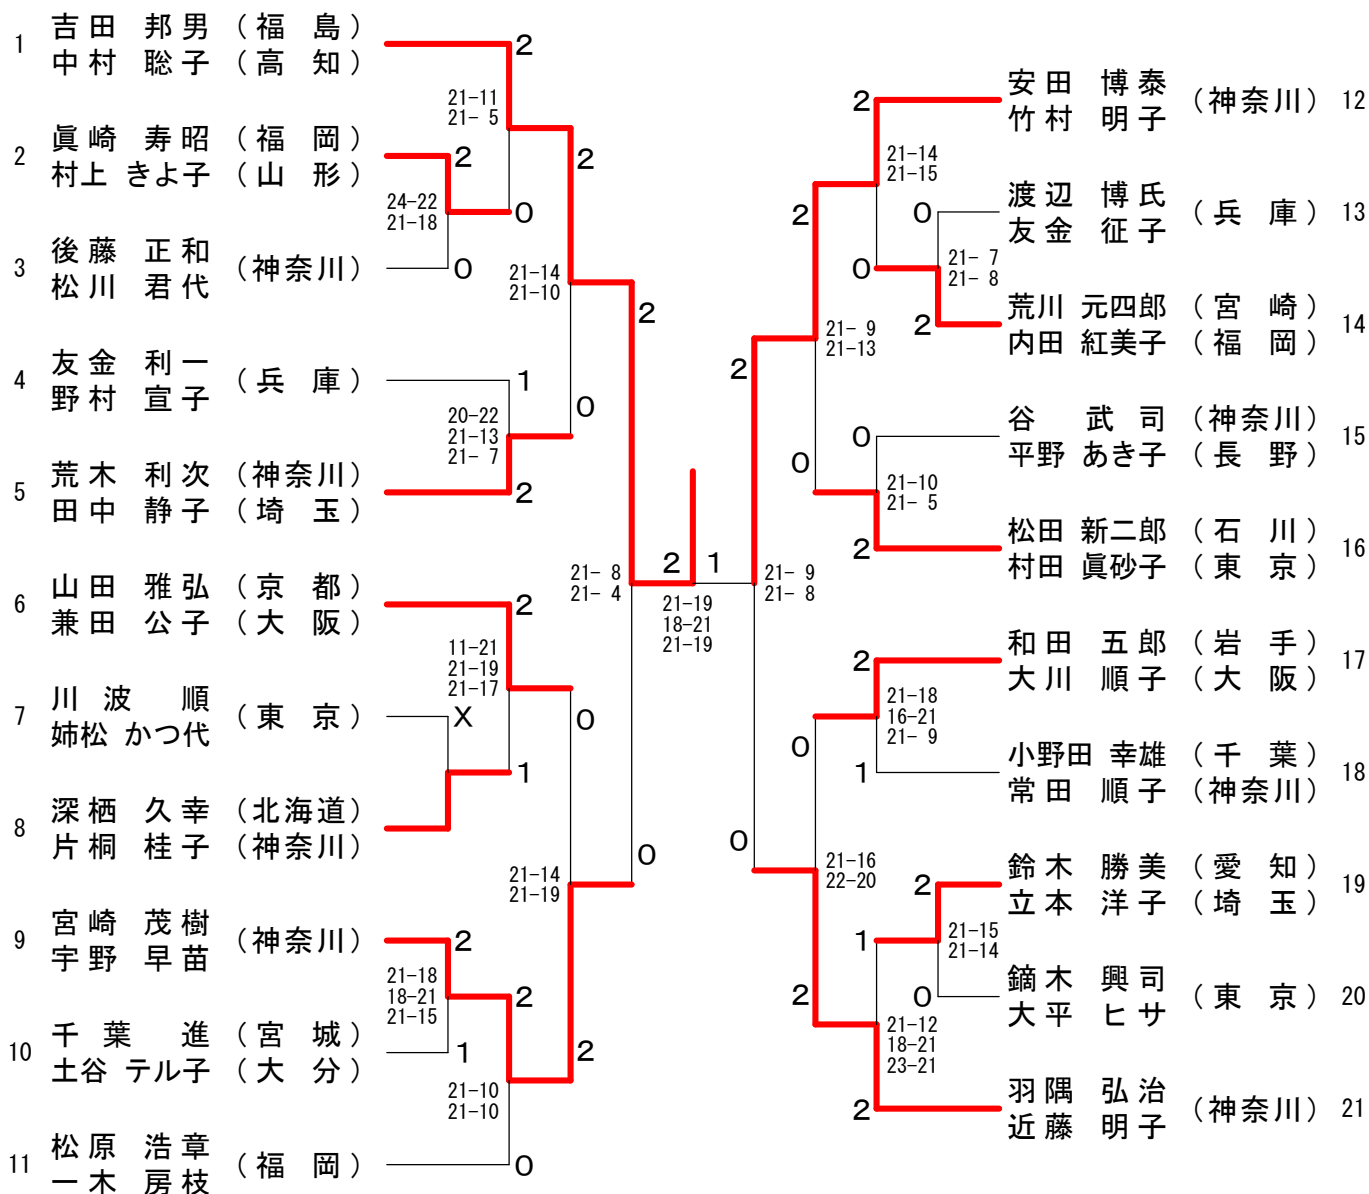 1 吉田 邦男 (福島)
中村 聡子 (高知)
2
21-11
21- 5
2 眞崎 寿昭 (福岡)
村上 きよ子 (山形)
2
2
24-22
21-18
0
3 後藤 正和 (神奈川)
松川 君代
0
21-14
21-10
2
4 友金 利一 (兵庫)
野村 宣子
1
0
20-22
21-13
21- 7
5 荒木 利次 (神奈川)
田中 静子 (埼玉)
2
21- 8
21- 4
6 山田 雅弘 (京都)
兼田 公子 (大阪)
2
11-21
21-19
21-17
7 川波 順 (東京)
姉松 かつ代
X
0
1
8 深栖 久幸 (北海道)
片桐 桂子 (神奈川)
0
21-14
21-19
9 宮崎 茂樹 (神奈川)
宇野 早苗
2
21-18
18-21
21-15
2
10 千葉 進 (宮城)
土谷 テル子 (大分)
1
2
21-10
21-10
11 松原 浩章 (福岡)
一木 房枝
0
2 1
21-19
18-21
21-19
2
安田 博泰 (神奈川) 12
竹村 明子
21-14
21-15
2
0
渡辺 博氏 (兵庫) 13
友金 征子
0
21- 7
21- 8
2
荒川 元四郎 (宮崎) 14
内田 紅美子 (福岡)
21- 9
21-13
2
0
谷 武司 (神奈川) 15
平野 あき子 (長野)
0
21-10
21- 5
2
松田 新二郎 (石川) 16
村田 眞砂子 (東京)
21- 9
21- 8
2
和田 五郎 (岩手) 17
大川 順子 (大阪)
21-18
16-21
21- 9
0
1
小野田 幸雄 (千葉) 18
常田 順子 (神奈川)
0
21-16
22-20
2
鈴木 勝美 (愛知) 19
立本 洋子 (埼玉)
1
21-15
21-14
0
鏑木 興司 (東京) 20
大平 ヒサ
2
21-12
18-21
23-21
2
羽隅 弘治 (神奈川) 21
近藤 明子